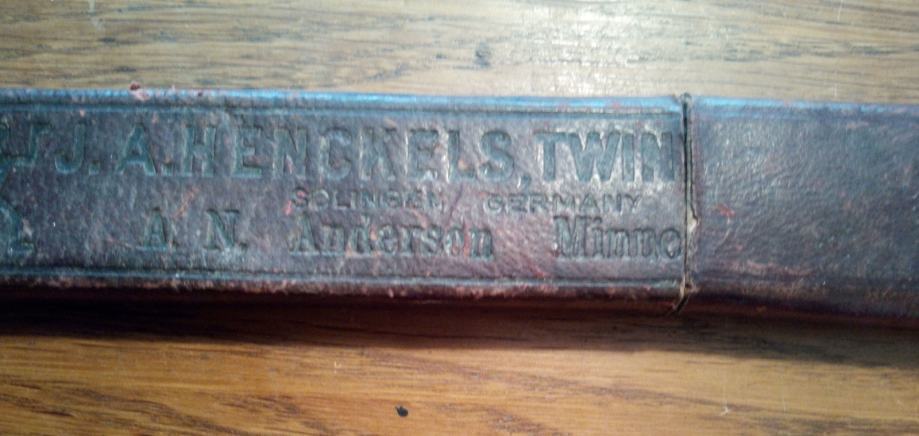 J. A. HENCKELS, TWIN
SOLINGEN GERMANY
A. N. Anderson Minne